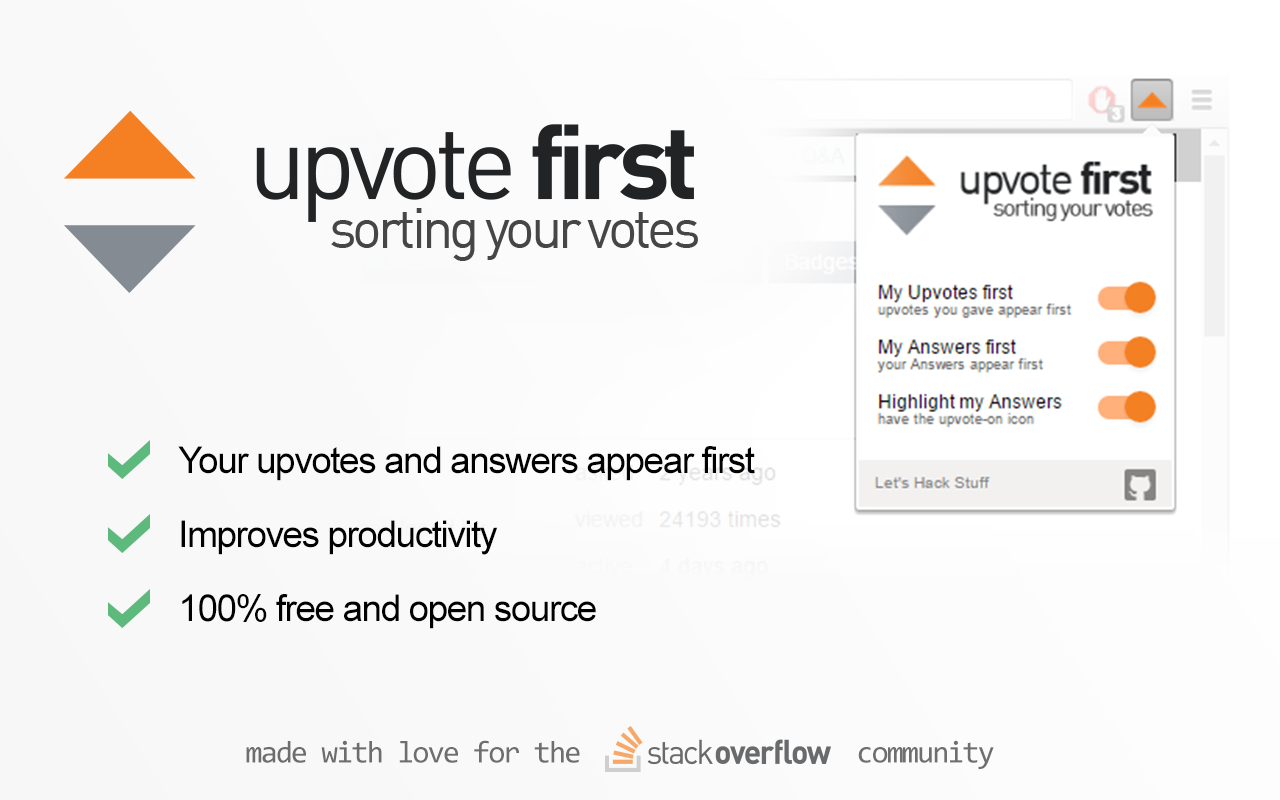 upvote first
sorting your votes
3
Q&A
Badges
upvote first
sorting your votes
My Upvotes first
upvotes you gave appear first
My Answers first
your Answers appear first
Highlight my Answers
have the upvote-on icon
Let's Hack Stuff
Your upvotes and answers appear first
2 years ago
viewed 24193 times
Improves productivity
active 4 days ago
100% free and open source
made with love for the stackoverflow community